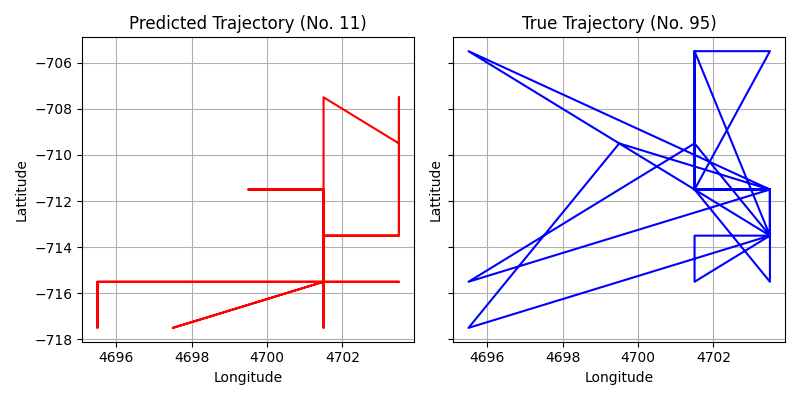 Predicted Trajectory (No. 11)
True Trajectory (No. 95)
Lattitude
−706
−708
−710
−712
−714
−716
−718
4696
4698
4700
4702
Longitude
Lattitude
4696
4698
4700
4702
Longitude